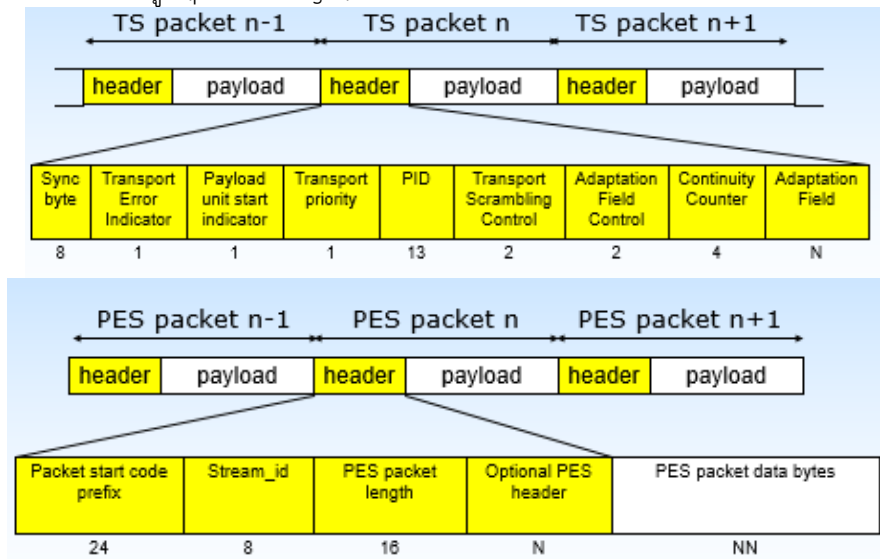 TS packet n-1 TS packet n TS packet n+1
header payload header payload header payload
Sync byte Transport Error Indicator Payload unit start indicator Transport priority PID Transport Scrambling Control Adaptation Field Control Continuity Counter Adaptation Field
8 1 1 1 13 2 2 4 N
PES packet n-1 PES packet n PES packet n+1
header payload header payload header payload
Packet start code prefix Stream_id PES packet length Optional PES header PES packet data bytes
24 8 16 N NN